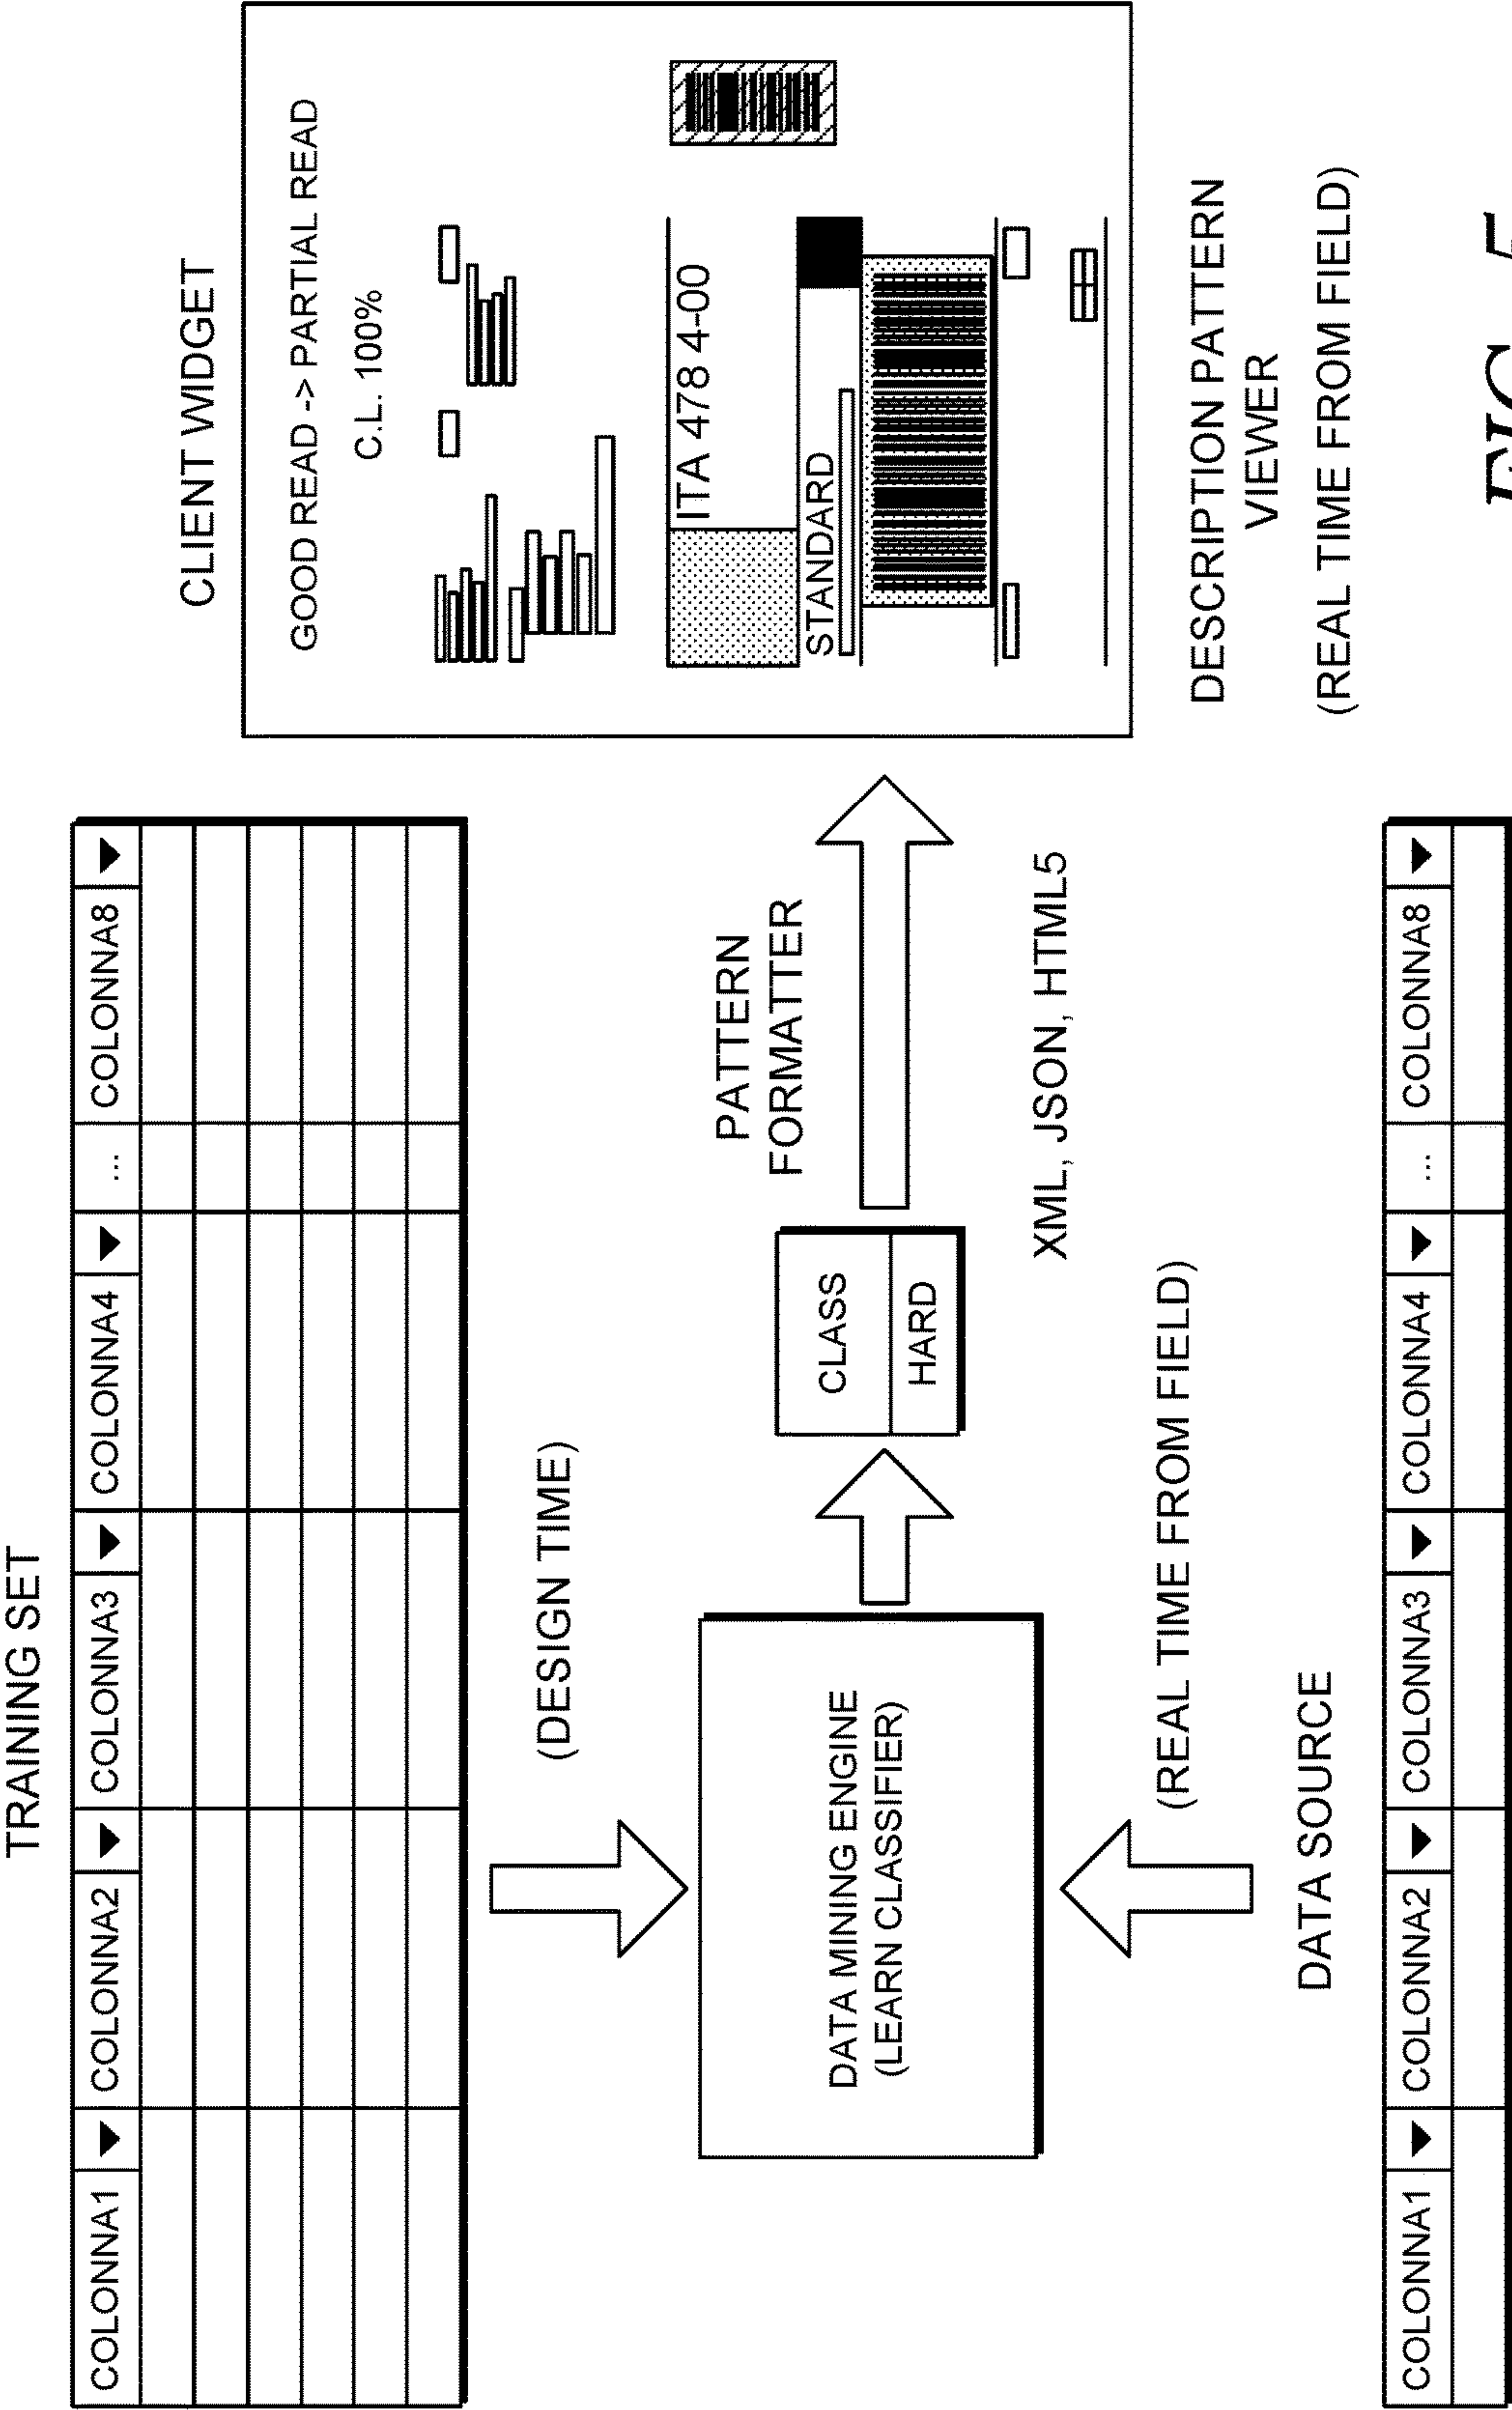 TRAINING SET
COLONNA1 COLONNA2 COLONNA3 COLONNA4 ... COLONNA8
(DESIGN TIME)
DATA MINING ENGINE
(LEARN CLASSIFIER)
CLASS
HARD
PATTERN
FORMATTER
XML, JSON, HTML5
(REAL TIME FROM FIELD)
DATA SOURCE
COLONNA1 COLONNA2 COLONNA3 COLONNA4 ... COLONNA8
CLIENT WIDGET
GOOD READ -> PARTIAL READ
C.L. 100%
ITA 478 4-00
STANDARD
DESCRIPTION PATTERN
VIEWER
(REAL TIME FROM FIELD)
FIG. 5